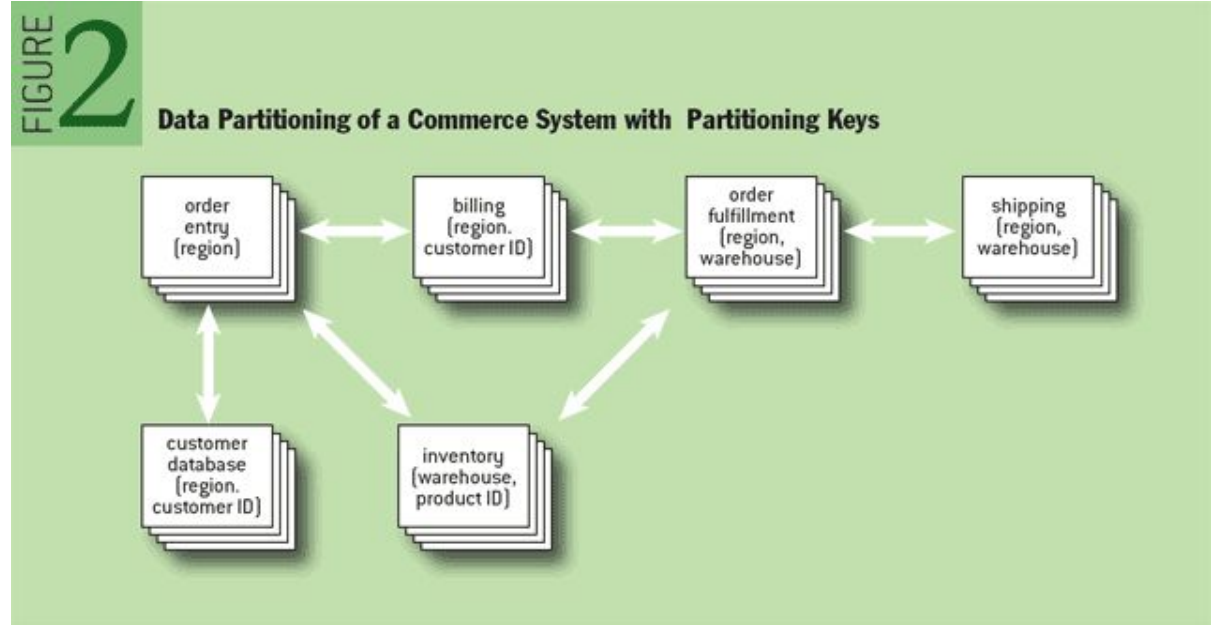 FIGURE 2
Data Partitioning of a Commerce System with Partitioning Keys
order
entry
(region)
billing
(region.
customer ID)
order
fulfillment
(region,
warehouse)
shipping
(region,
warehouse)
customer
database
(region.
customer ID)
inventory
(warehouse,
product ID)